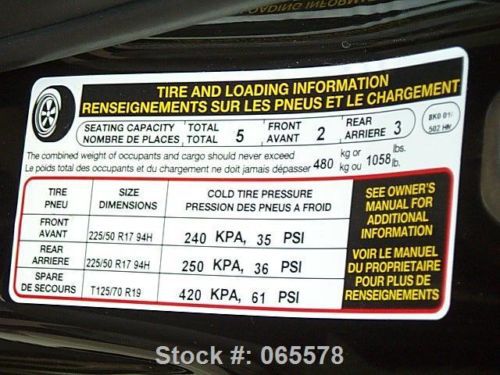 TIRE AND LOADING INFORMATION
RENSEIGNEMENTS SUR LES PNEUS ET LE CHARGEMENT
SEATING CAPACITY TOTAL 5 FRONT 2 REAR 3
NOMBRE DE PLACES TOTAL AVANT ARRIERE
The combined weight of occupants and cargo should never exceed 480 kg or 1058 lbs.
Le poids total des occupants et du chargement ne doit jamais dépasser kg ou lb.
TIRE SIZE COLD TIRE PRESSURE
PNEU DIMENSIONS PRESSION DES PNEUS A FROID
FRONT
AVANT 225/50 R17 94H 240 KPA, 35 PSI
REAR
ARRIERE 225/50 R17 94H 250 KPA, 36 PSI
SPARE
DE SECOURS T125/70 R19 420 KPA, 61 PSI
SEE OWNER'S
MANUAL FOR
ADDITIONAL
INFORMATION
VOIR LE MANUEL
DU PROPRIETAIRE
POUR PLUS DE
RENSEIGNEMENTS
Stock #: 065578